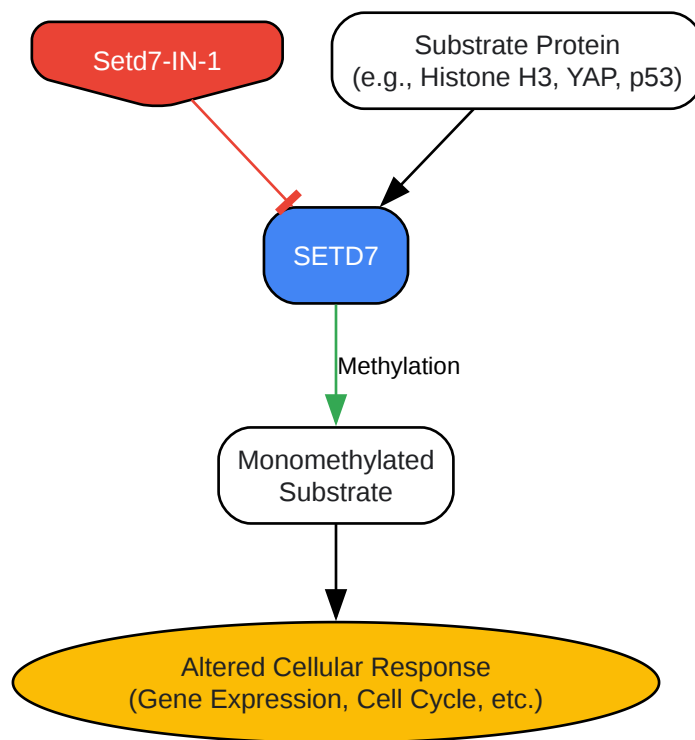 Setd7-IN-1
Substrate Protein
(e.g., Histone H3, YAP, p53)
SETD7
Methylation
Monomethylated
Substrate
Altered Cellular Response
(Gene Expression, Cell Cycle, etc.)